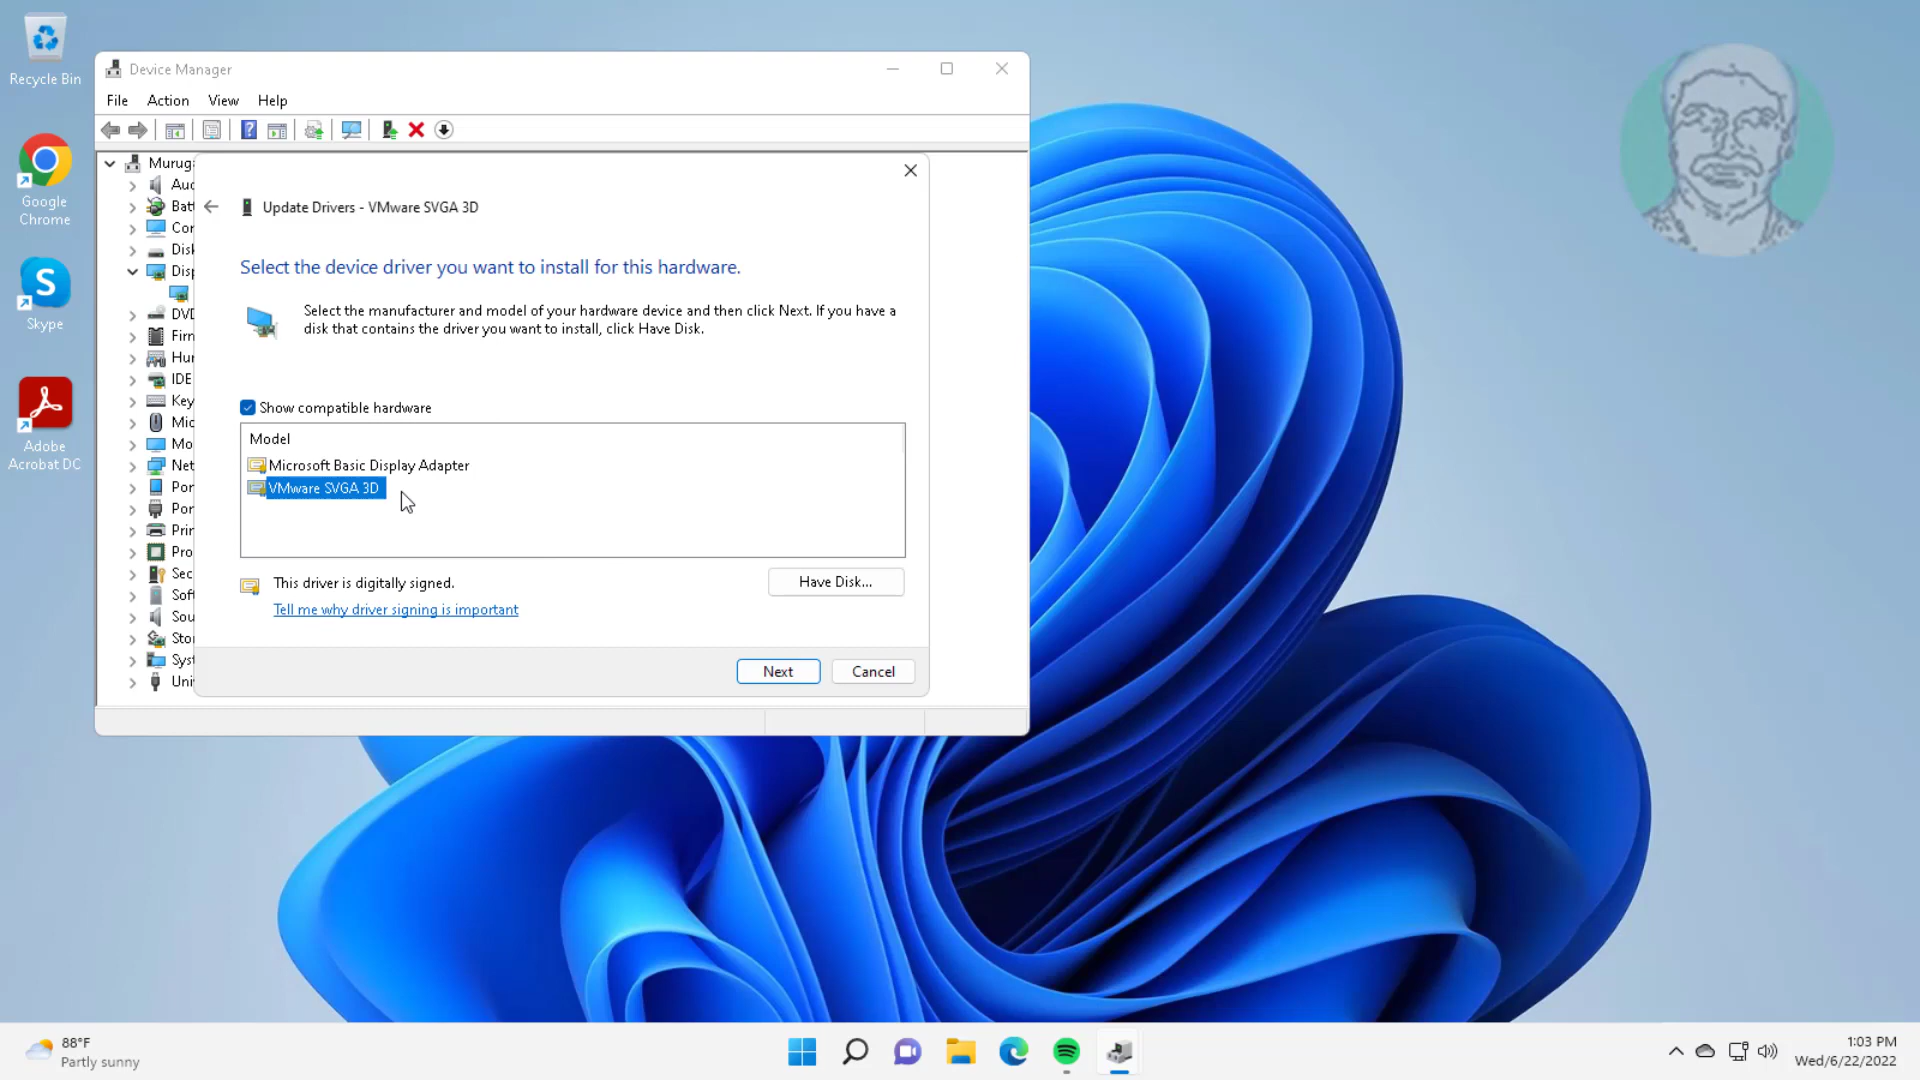 Recycle Bin
Google
Chrome
Skype
Adobe
Acrobat DC
Device Manager
File Action View Help
Update Drivers - VMware SVGA 3D
Select the device driver you want to install for this hardware.
Select the manufacturer and model of your hardware device and then click Next. If you have a
disk that contains the driver you want to install, click Have Disk.
Show compatible hardware
Model
Microsoft Basic Display Adapter
VMware SVGA 3D
This driver is digitally signed.
Have Disk...
Tell me why driver signing is important
Next
Cancel
Murug
Auc
Bat
Cor
Disk
Disp
DVD
Firn
Hur
IDE
Key
Mic
Mo
Net
Por
Por
Prin
Pro
Sec
Soft
Sou
Sto
Syst
Uni
88°F
Partly sunny
1:03 PM
Wed/6/22/2022